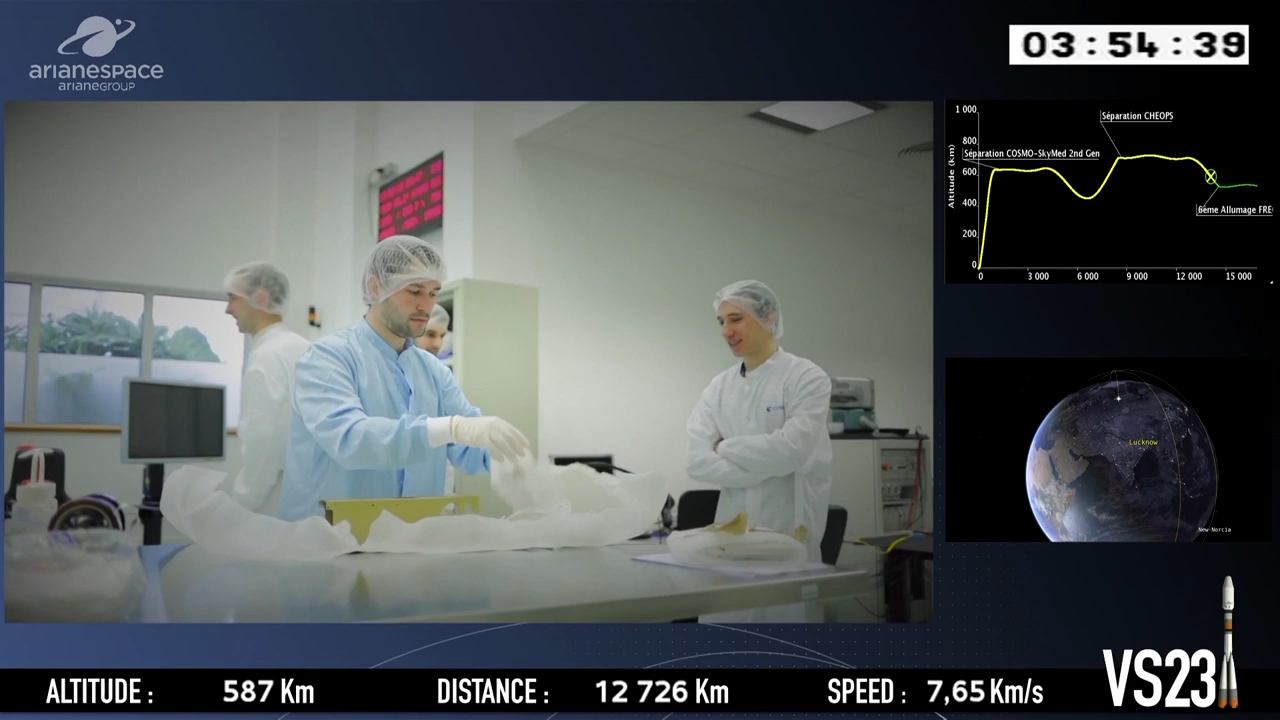 arianespace
arianeGROUP
03:54:39
1 000
Séparation CHEOPS
800
Séparation COSMO-SkyMed 2nd Gen
600
Altitude (km)
400
6ème Allumage FRE
200
0
0 3 000 6 000 9 000 12 000 15 000
Lucknow
New Norcia
VS23
ALTITUDE : 587 Km DISTANCE : 12 726 Km SPEED : 7,65 Km/s